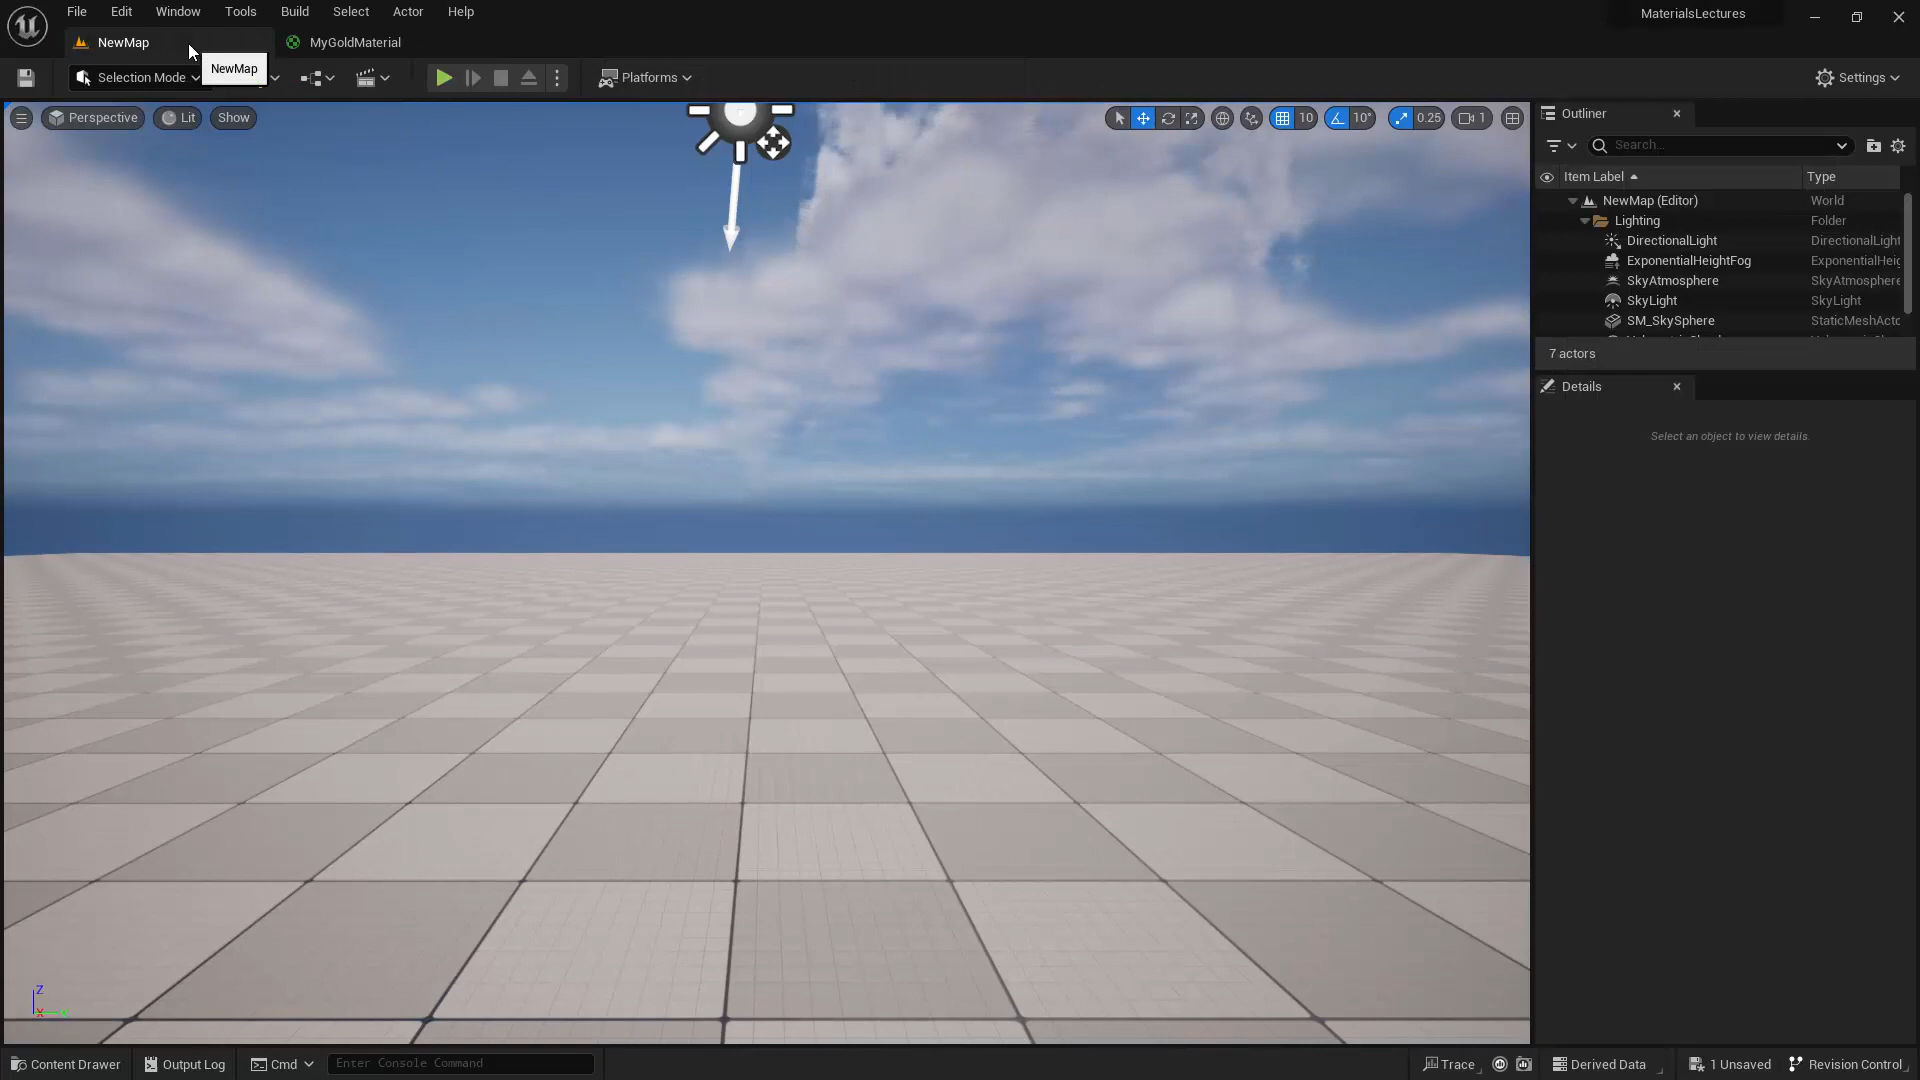 File Edit Window Tools Build Select Actor Help
MaterialsLectures
NewMap MyGoldMaterial
NewMap
Selection Mode Platforms Settings
Perspective Lit Show 10 10° 0.25 1
Outliner
Search...
Item Label Type
NewMap (Editor) World
Lighting Folder
DirectionalLight DirectionalLight
ExponentialHeightFog ExponentialHeig
SkyAtmosphere SkyAtmosphere
SkyLight SkyLight
SM_SkySphere StaticMeshActo
7 actors
Details
Select an object to view details.
Z
Content Drawer Output Log Cmd Enter Console Command Trace Derived Data 1 Unsaved Revision Control